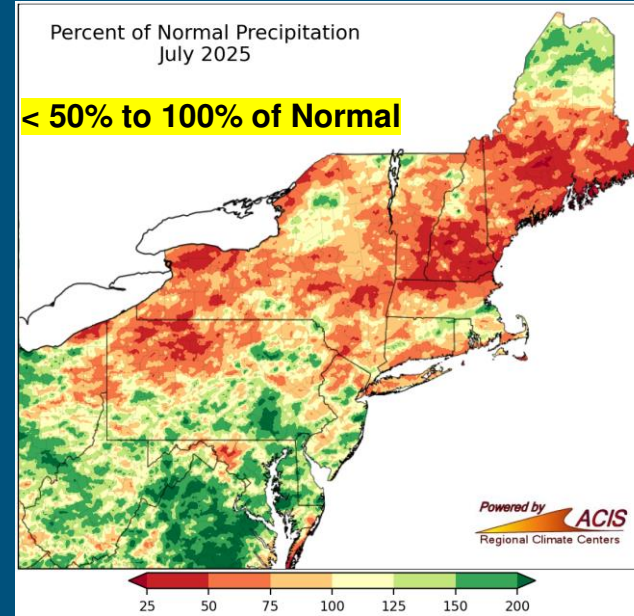 Percent of Normal Precipitation
July 2025
< 50% to 100% of Normal
Powered by
ACIS
Regional Climate Centers
25 50 75 100 125 150 200